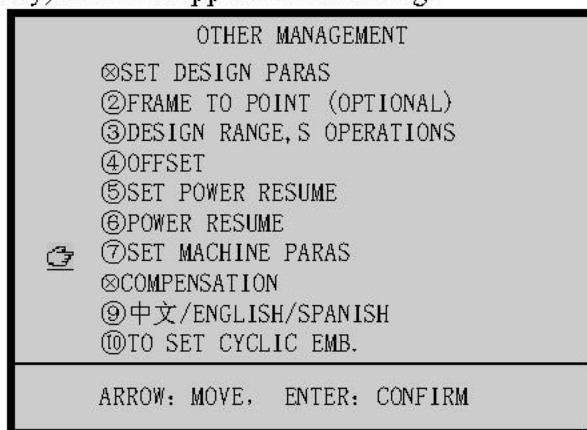 OTHER MANAGEMENT
⊗SET DESIGN PARAS
②FRAME TO POINT (OPTIONAL)
③DESIGN RANGE,S OPERATIONS
④OFFSET
⑤SET POWER RESUME
⑥POWER RESUME
⑦SET MACHINE PARAS
⊗COMPENSATION
⑨中文/ENGLISH/SPANISH
⑩TO SET CYCLIC EMB.
ARROW: MOVE, ENTER: CONFIRM